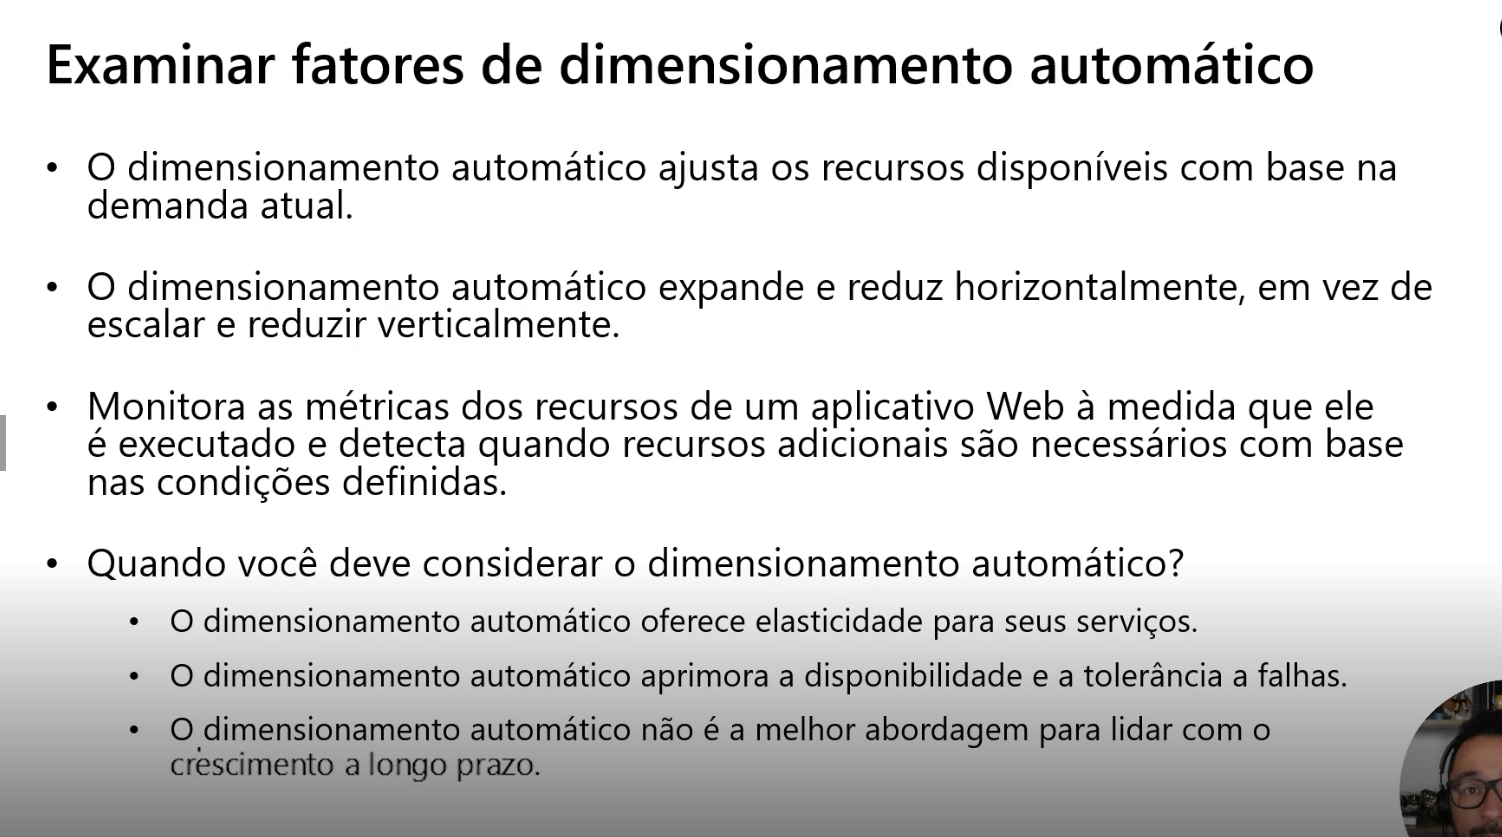 Examinar fatores de dimensionamento automático
• O dimensionamento automático ajusta os recursos disponíveis com base na
demanda atual.
• O dimensionamento automático expande e reduz horizontalmente, em vez de
escalar e reduzir verticalmente.
• Monitora as métricas dos recursos de um aplicativo Web à medida que ele
é executado e detecta quando recursos adicionais são necessários com base
nas condições definidas.
• Quando você deve considerar o dimensionamento automático?
• O dimensionamento automático oferece elasticidade para seus serviços.
• O dimensionamento automático aprimora a disponibilidade e a tolerância a falhas.
• O dimensionamento automático não é a melhor abordagem para lidar com o
crescimento a longo prazo.